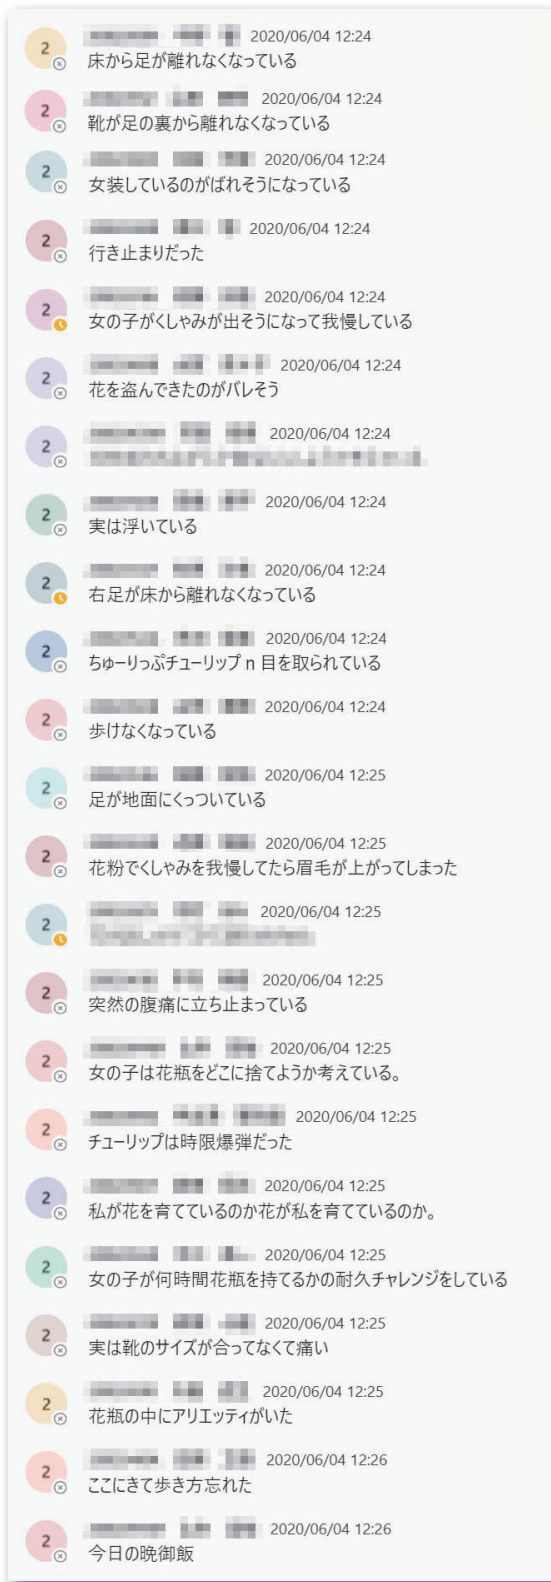 2 2020/06/04 12:24
床から足が離れなくなっている
2 2020/06/04 12:24
靴が足の裏から離れなくなっている
2 2020/06/04 12:24
女装しているのがばれそうになっている
2 2020/06/04 12:24
行き止まりだった
2 2020/06/04 12:24
女の子がくしゃみが出そうになって我慢している
2 2020/06/04 12:24
花を盗んできたのがバレそう
2 2020/06/04 12:24
2 2020/06/04 12:24
実は浮いている
2 2020/06/04 12:24
右足が床から離れなくなっている
2 2020/06/04 12:24
ちゅーりっぷチューリップ n 目を取られている
2 2020/06/04 12:24
歩けなくなっている
2 2020/06/04 12:25
足が地面にくっついている
2 2020/06/04 12:25
花粉でくしゃみを我慢してたら眉毛が上がってしまった
2 2020/06/04 12:25
2 2020/06/04 12:25
突然の腹痛に立ち止まっている
2 2020/06/04 12:25
女の子は花瓶をどこに捨てようか考えている。
2 2020/06/04 12:25
チューリップは時限爆弾だった
2 2020/06/04 12:25
私が花を育てているのか花が私を育てているのか。
2 2020/06/04 12:25
女の子が何時間花瓶を持てるかの耐久チャレンジをしている
2 2020/06/04 12:25
実は靴のサイズが合ってなくて痛い
2 2020/06/04 12:25
花瓶の中にアリエッティがいた
2 2020/06/04 12:26
ここにきて歩き方忘れた
2 2020/06/04 12:26
今日の晩御飯